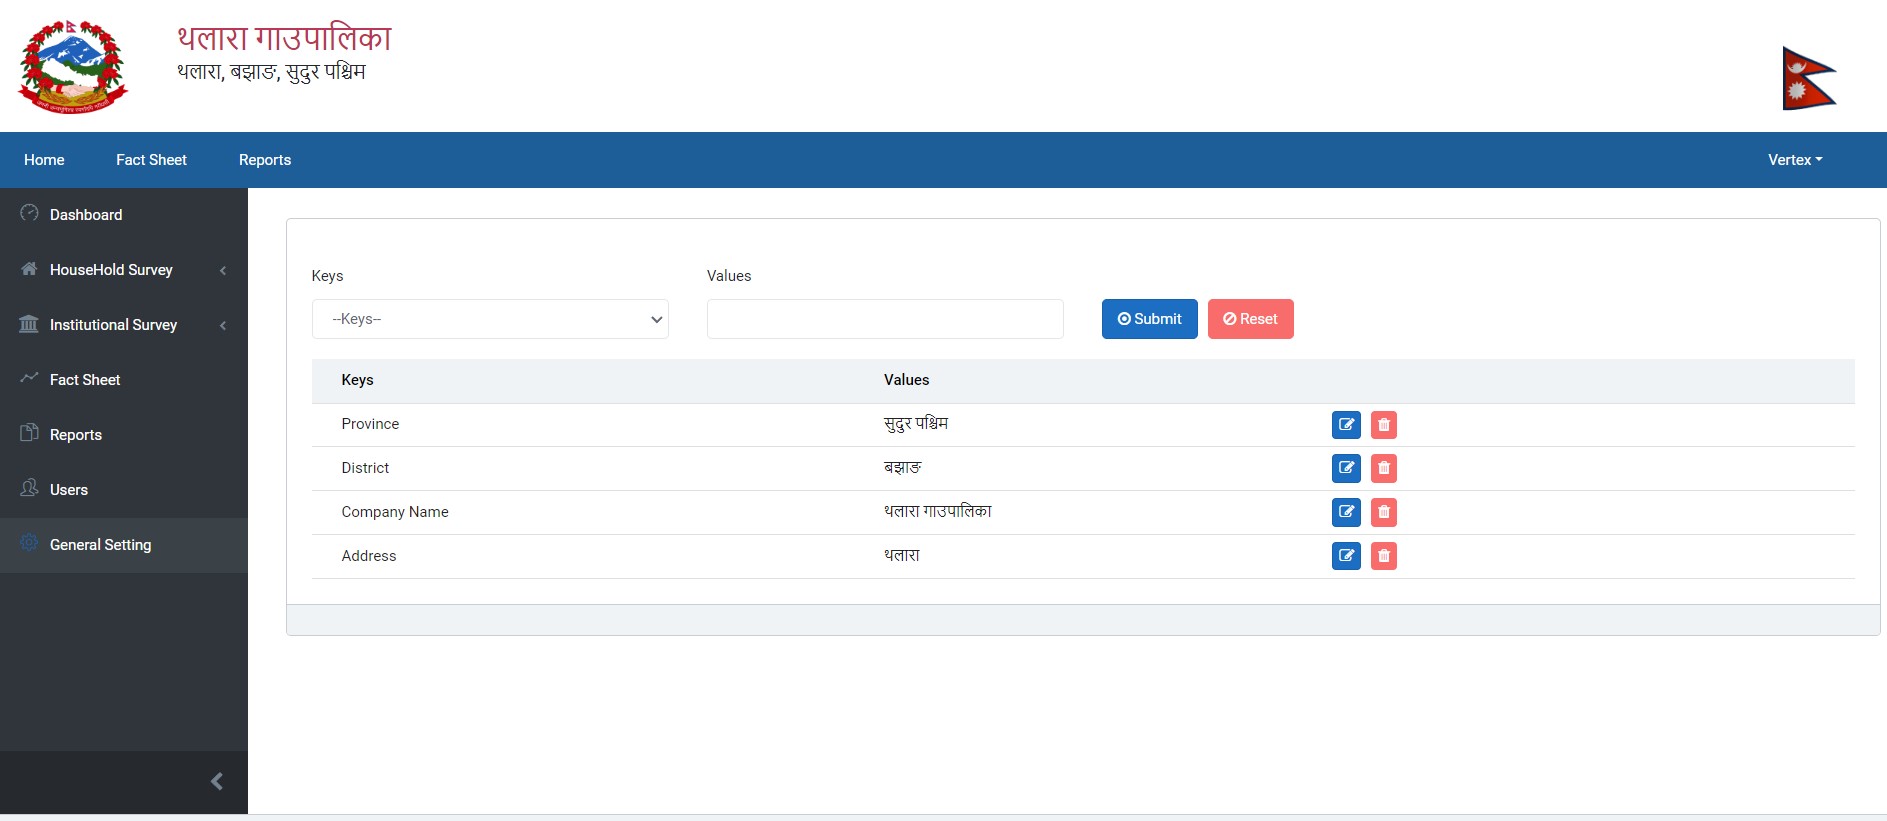 थलारा गाउपालिका
थलारा, बझाङ, सुदुर पश्चिम
Home Fact Sheet Reports Vertex
Dashboard
HouseHold Survey
Institutional Survey
Fact Sheet
Reports
Users
General Setting
Keys Values
--Keys-- Submit Reset
Keys Values
Province सुदुर पश्चिम
District बझाङ
Company Name थलारा गाउपालिका
Address थलारा